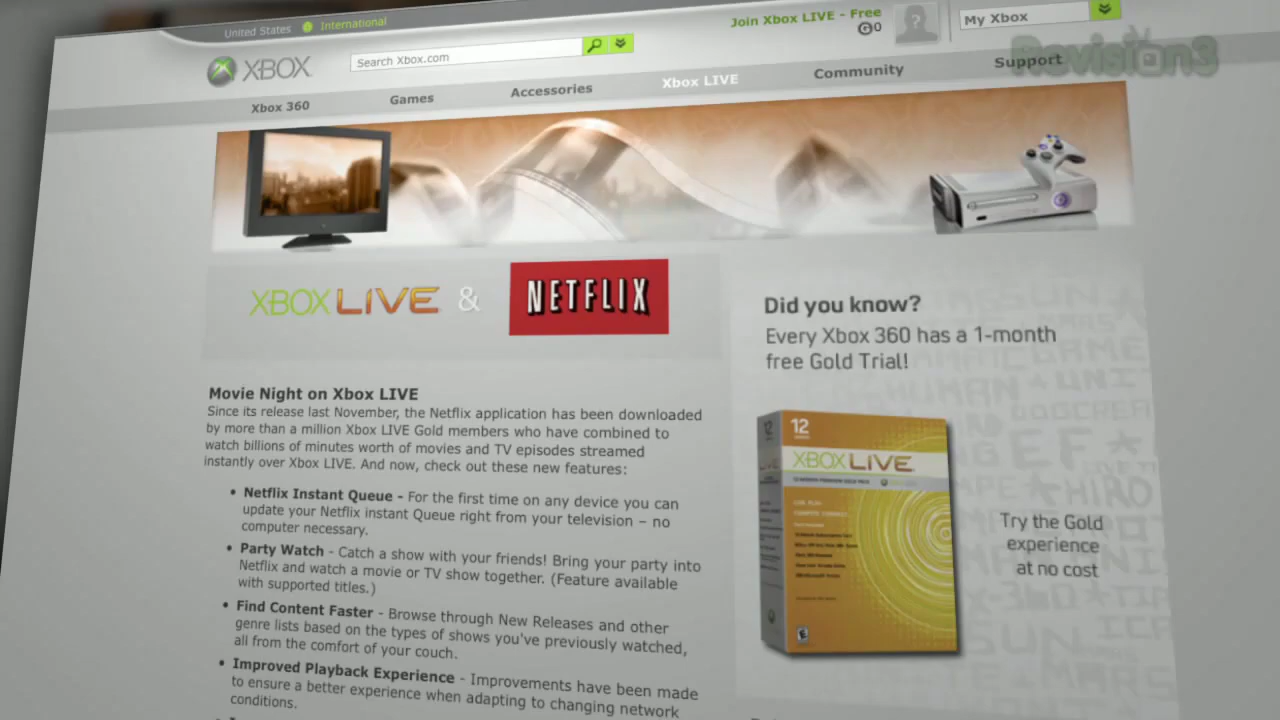 United States International
Join Xbox LIVE - Free
G0
My Xbox
Revision3
XBOX
Search Xbox.com
Xbox 360 Games Accessories Xbox LIVE Community Support
XBOX LIVE & NETFLIX
Did you know?
Every Xbox 360 has a 1-month
free Gold Trial!
Movie Night on Xbox LIVE
Since its release last November, the Netflix application has been downloaded
by more than a million Xbox LIVE Gold members who have combined to
watch billions of minutes worth of movies and TV episodes streamed
instantly over Xbox LIVE. And now, check out these new features:
• Netflix Instant Queue - For the first time on any device you can
update your Netflix instant Queue right from your television – no
computer necessary.
• Party Watch - Catch a show with your friends! Bring your party into
Netflix and watch a movie or TV show together. (Feature available
with supported titles.)
• Find Content Faster - Browse through New Releases and other
genre lists based on the types of shows you've previously watched,
all from the comfort of your couch.
• Improved Playback Experience - Improvements have been made
to ensure a better experience when adapting to changing network
conditions.
12
XBOX LIVE
Try the Gold
experience
at no cost